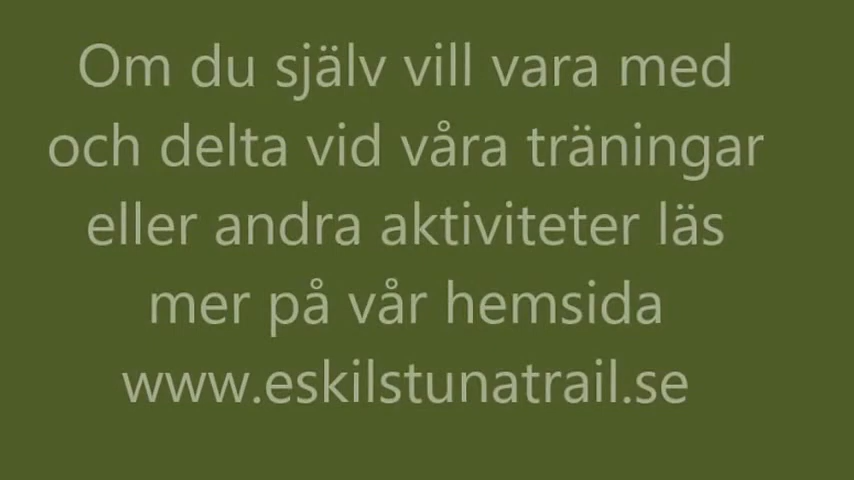 Om du själv vill vara med
och delta vid våra träningar
eller andra aktiviteter läs
mer på vår hemsida
www.eskilstunatrail.se